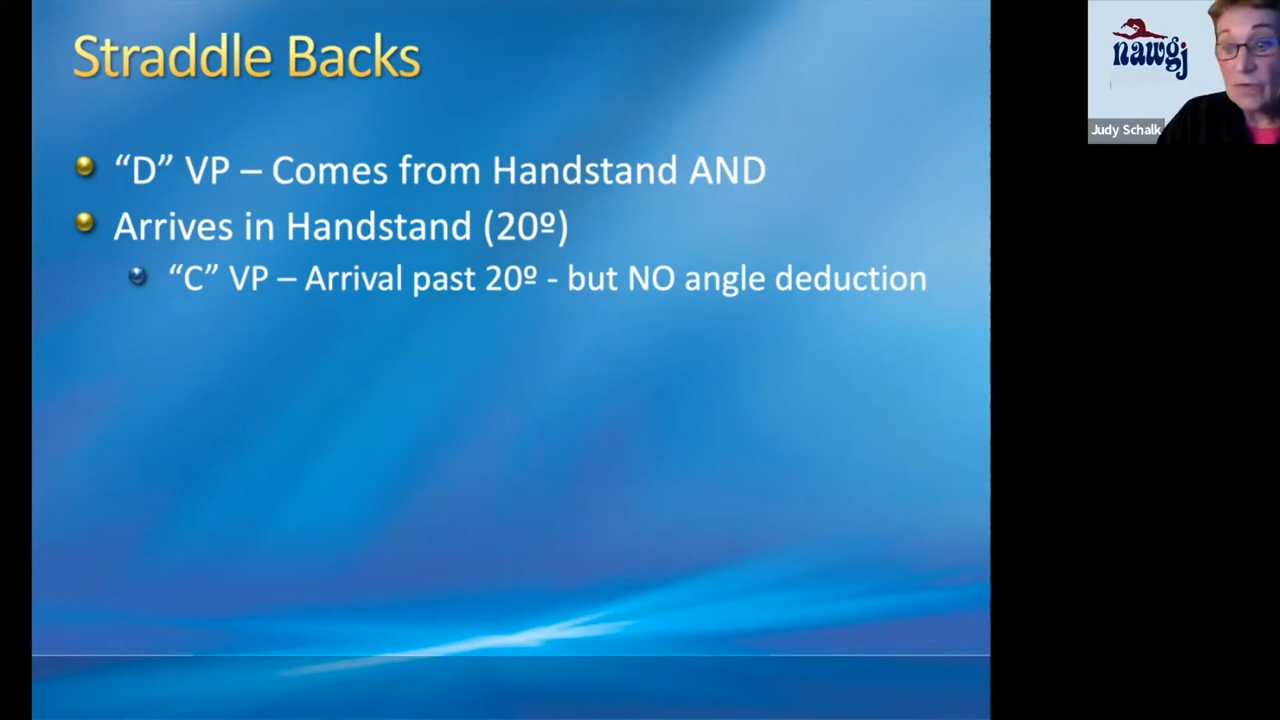 Straddle Backs
“D” VP – Comes from Handstand AND
Arrives in Handstand (20º)
“C” VP – Arrival past 20º - but NO angle deduction
nawgj
Judy Schalk